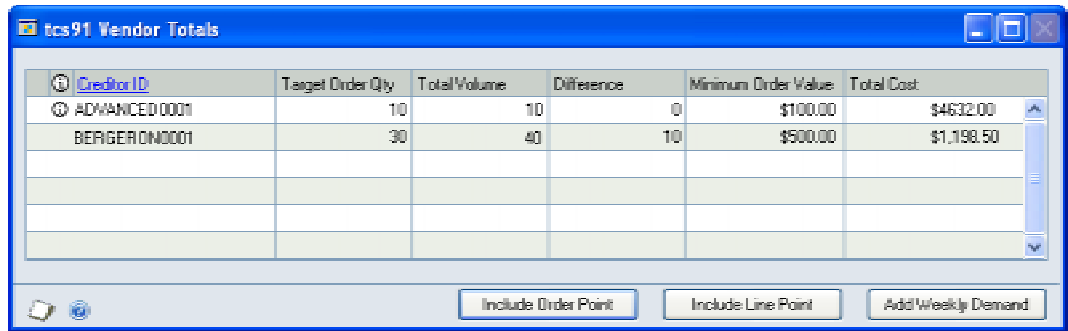 tcs91 Vendor Totals
Creditor ID Target Order Qty Total Volume Difference Minimum Order Value Total Cost
ADVANCED0001 10 10 0 $100.00 $4632.00
BERGERON0001 30 40 10 $500.00 $1,198.50
Include Order Point Include Line Point Add Weekly Demand